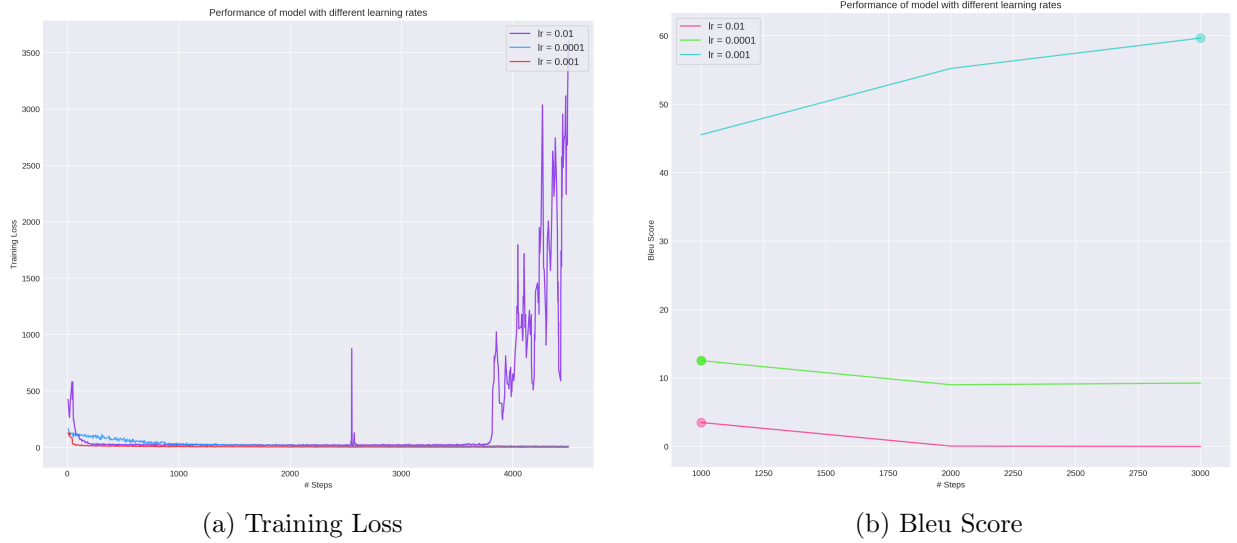 Performance of model with different learning rates
lr = 0.01
lr = 0.0001
lr = 0.001
3500
3000
2500
2000
1500
1000
500
0
Training Loss
0
1000
2000
3000
4000
# Steps
(a) Training Loss
Performance of model with different learning rates
lr = 0.01
lr = 0.0001
lr = 0.001
60
50
40
30
20
10
0
Bleu Score
1000
1250
1500
1750
2000
2250
2500
2750
3000
# Steps
(b) Bleu Score